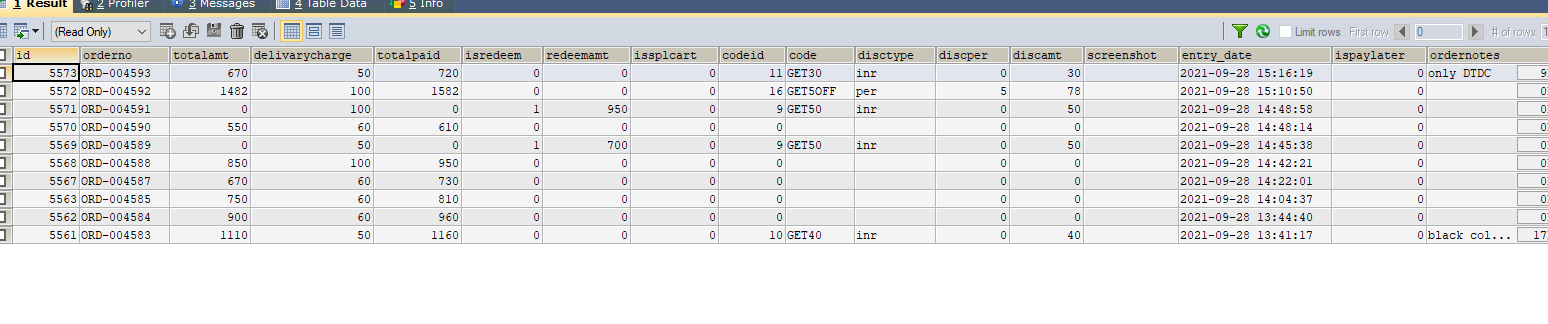 1 Result 2 Profiler 3 Messages 4 Table Data 5 Info
(Read Only) Limit rows First row 0 # of rows
id orderno totalamt delivarycharge totalpaid isredeem redeemamt issplcart codeid code disctype discper discamt screenshot entry_date ispaylater ordernotes
5573 ORD-004593 670 50 720 0 0 0 11 GET30 inr 0 30 2021-09-28 15:16:19 0 only DTDC
5572 ORD-004592 1482 100 1582 0 0 0 16 GET5OFF per 5 78 2021-09-28 15:10:50 0
5571 ORD-004591 0 100 0 1 950 0 9 GET50 inr 0 50 2021-09-28 14:48:58 0
5570 ORD-004590 550 60 610 0 0 0 0 0 0 2021-09-28 14:48:14 0
5569 ORD-004589 0 50 0 1 700 0 9 GET50 inr 0 50 2021-09-28 14:45:38 0
5568 ORD-004588 850 100 950 0 0 0 0 0 0 2021-09-28 14:42:21 0
5567 ORD-004587 670 60 730 0 0 0 0 0 0 2021-09-28 14:22:01 0
5563 ORD-004585 750 60 810 0 0 0 0 0 0 2021-09-28 14:04:37 0
5562 ORD-004584 900 60 960 0 0 0 0 0 0 2021-09-28 13:44:40 0
5561 ORD-004583 1110 50 1160 0 0 0 10 GET40 inr 0 40 2021-09-28 13:41:17 0 black col...